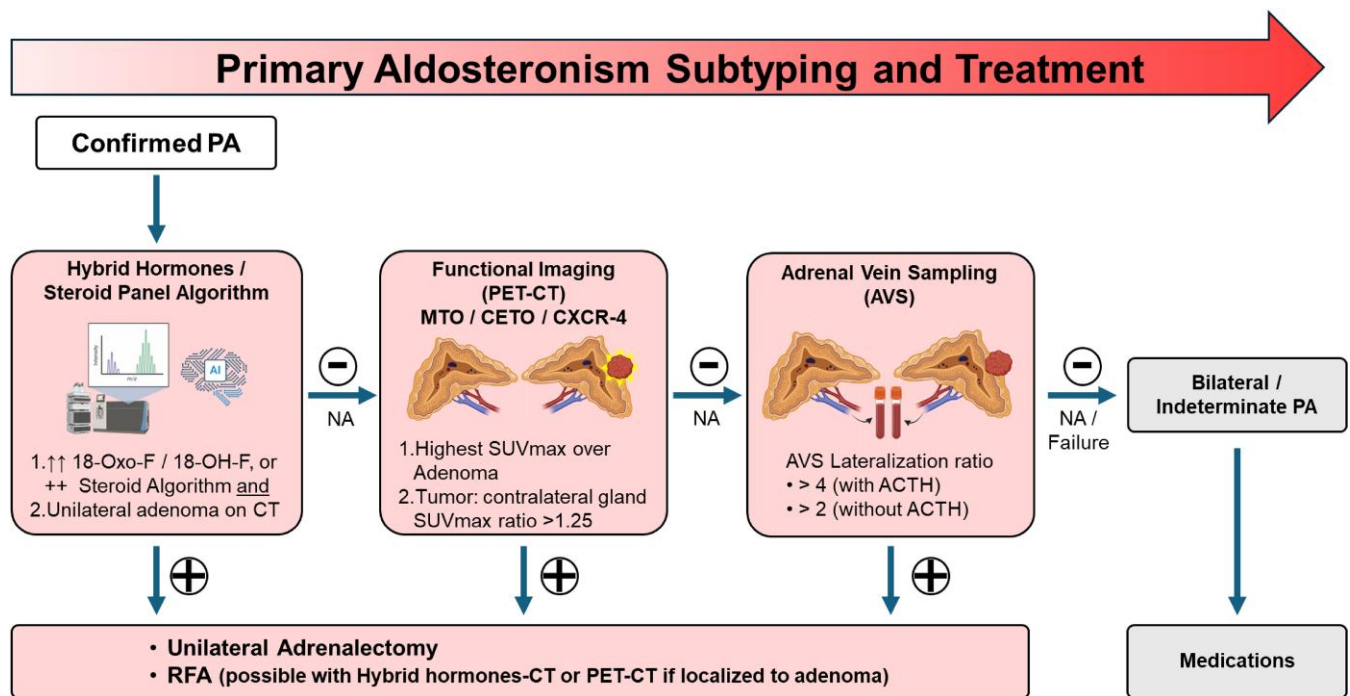 Primary Aldosteronism Subtyping and Treatment
Confirmed PA
Hybrid Hormones /
Steroid Panel Algorithm
Intensity
m/z
AI
1.↑↑ 18-Oxo-F / 18-OH-F, or
++ Steroid Algorithm and
2.Unilateral adenoma on CT
NA
Functional Imaging
(PET-CT)
MTO / CETO / CXCR-4
1.Highest SUVmax over
Adenoma
2.Tumor: contralateral gland
SUVmax ratio >1.25
NA
Adrenal Vein Sampling
(AVS)
AVS Lateralization ratio
• > 4 (with ACTH)
• > 2 (without ACTH)
NA /
Failure
Bilateral /
Indeterminate PA
• Unilateral Adrenalectomy
• RFA (possible with Hybrid hormones-CT or PET-CT if localized to adenoma)
Medications